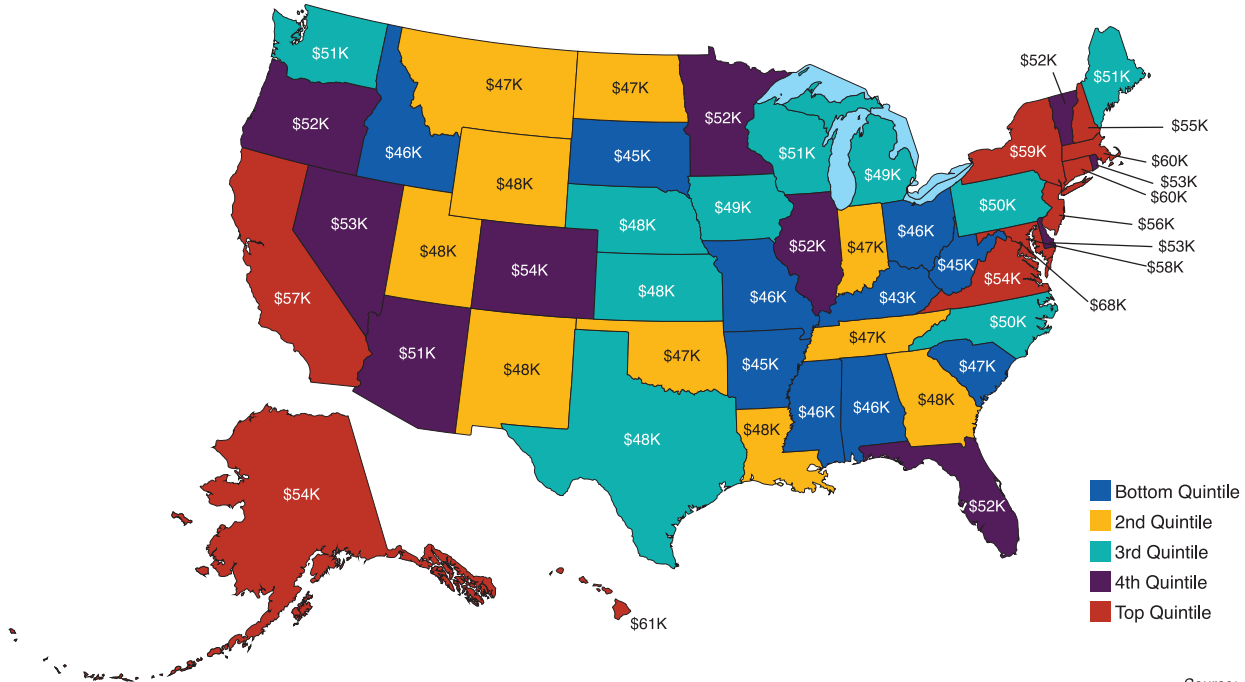 $51K
$47K
$47K
$52K
$52K
$51K
$52K
$46K
$45K
$52K
$51K
$49K
$59K
$55K
$60K
$53K
$60K
$48K
$48K
$49K
$50K
$56K
$53K
$58K
$68K
$53K
$48K
$54K
$48K
$52K
$47K
$46K
$45K
$54K
$57K
$46K
$43K
$51K
$48K
$47K
$45K
$47K
$50K
$47K
$46K
$46K
$48K
$48K
$48K
$52K
$54K
$61K
Bottom Quintile
2nd Quintile
3rd Quintile
4th Quintile
Top Quintile